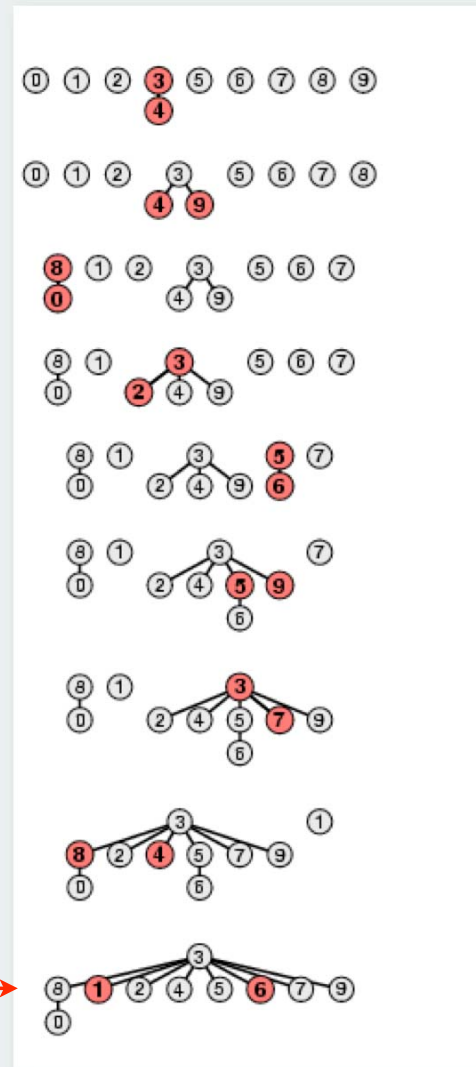 0 1 2 3 5 6 7 8 9
4
0 1 2 3 5 6 7 8
4 9
8 1 2 3 5 6 7
0 4 9
8 1 3 5 6 7
0 2 4 9
8 1 3 5 7
0 2 4 9 6
8 1 3 7
0 2 4 5 9
6
8 1 3
0 2 4 5 7 9
6
3 1
8 2 4 5 7 9
0 6
3
8 1 2 4 5 6 7 9
0